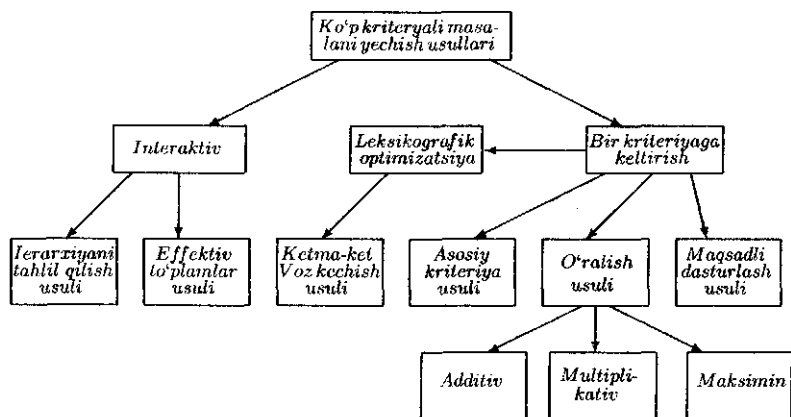 Ko‘p kriteryali masa-
lani yechish usullari
Interaktiv
Leksikografik
optimizatsiya
Bir kriteriyaga
keltirish
Ierarxiyani
tahlil qilish
usuli
Effektiv
to‘plamlar
usuli
Ketma-ket
Voz kechish
usuli
Asosiy
kriteriya
usuli
O‘ralish
usuli
Maqsadli
dasturlash
usuli
Additiv
Multipli-
kativ
Maksimin